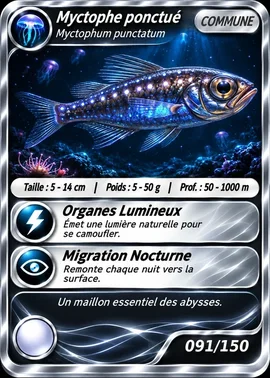 Myctophe ponctué
COMMUNE
Myctophum punctatum
Taille : 5 - 14 cm | Poids : 5 - 50 g | Prof. : 50 - 1000 m
Organes Lumineux
Émet une lumière naturelle pour
se camoufler.
Migration Nocturne
Remonte chaque nuit vers la
surface.
Un maillon essentiel des abysses.
091/150